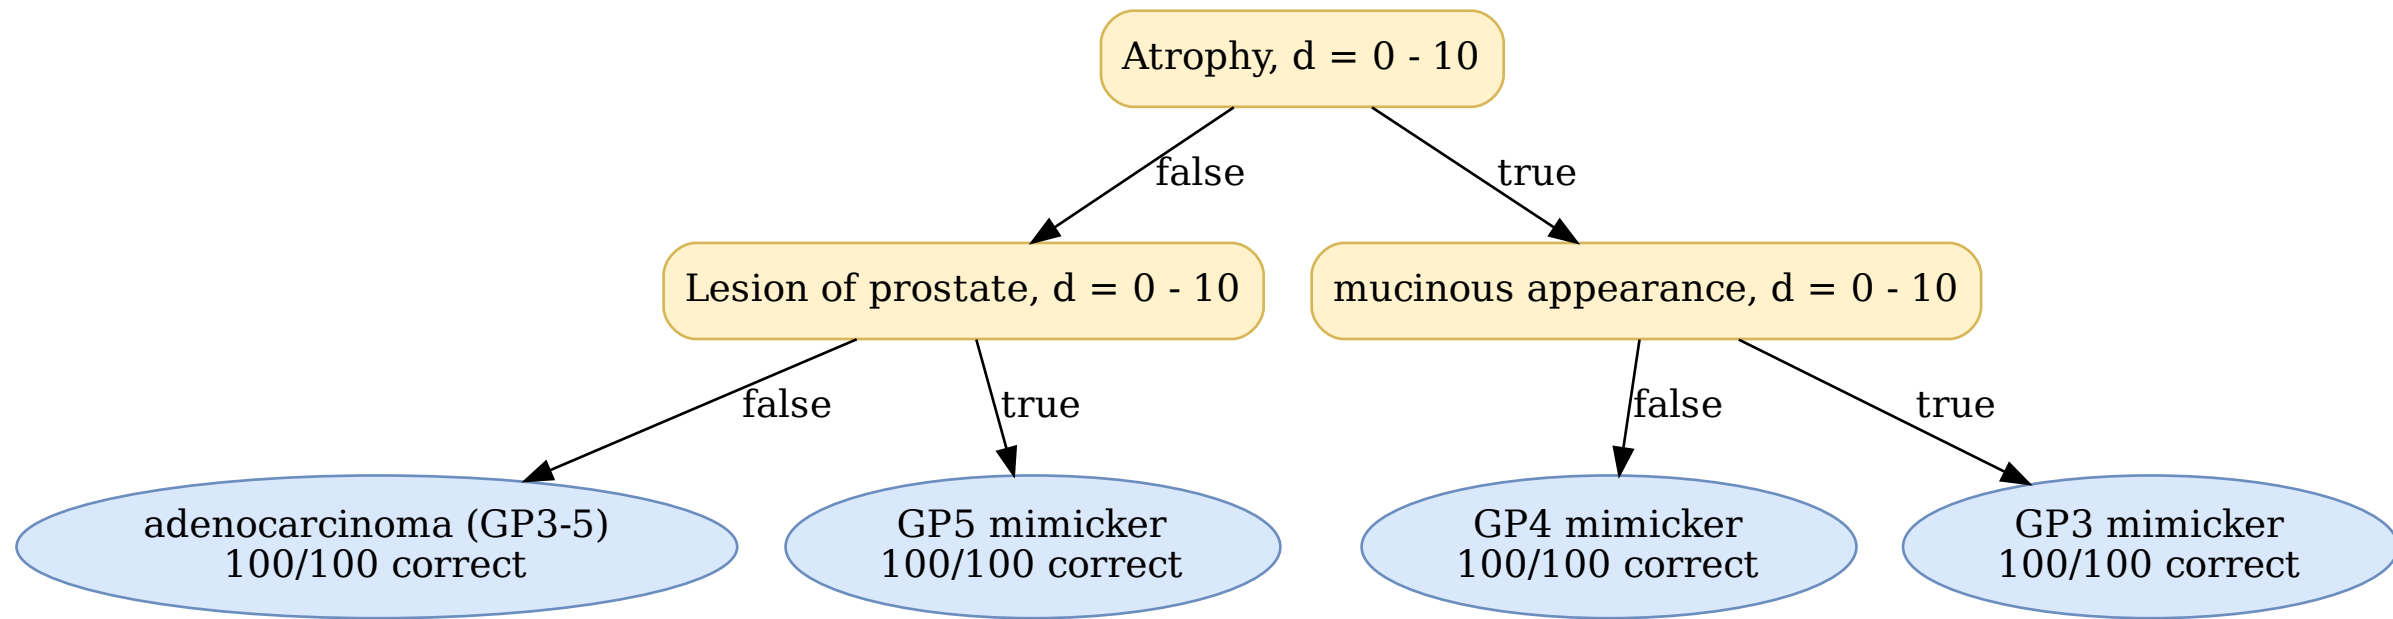 Atrophy, d = 0 - 10
false
true
Lesion of prostate, d = 0 - 10
mucinous appearance, d = 0 - 10
false
true
false
true
adenocarcinoma (GP3-5)
100/100 correct
GP5 mimicker
100/100 correct
GP4 mimicker
100/100 correct
GP3 mimicker
100/100 correct